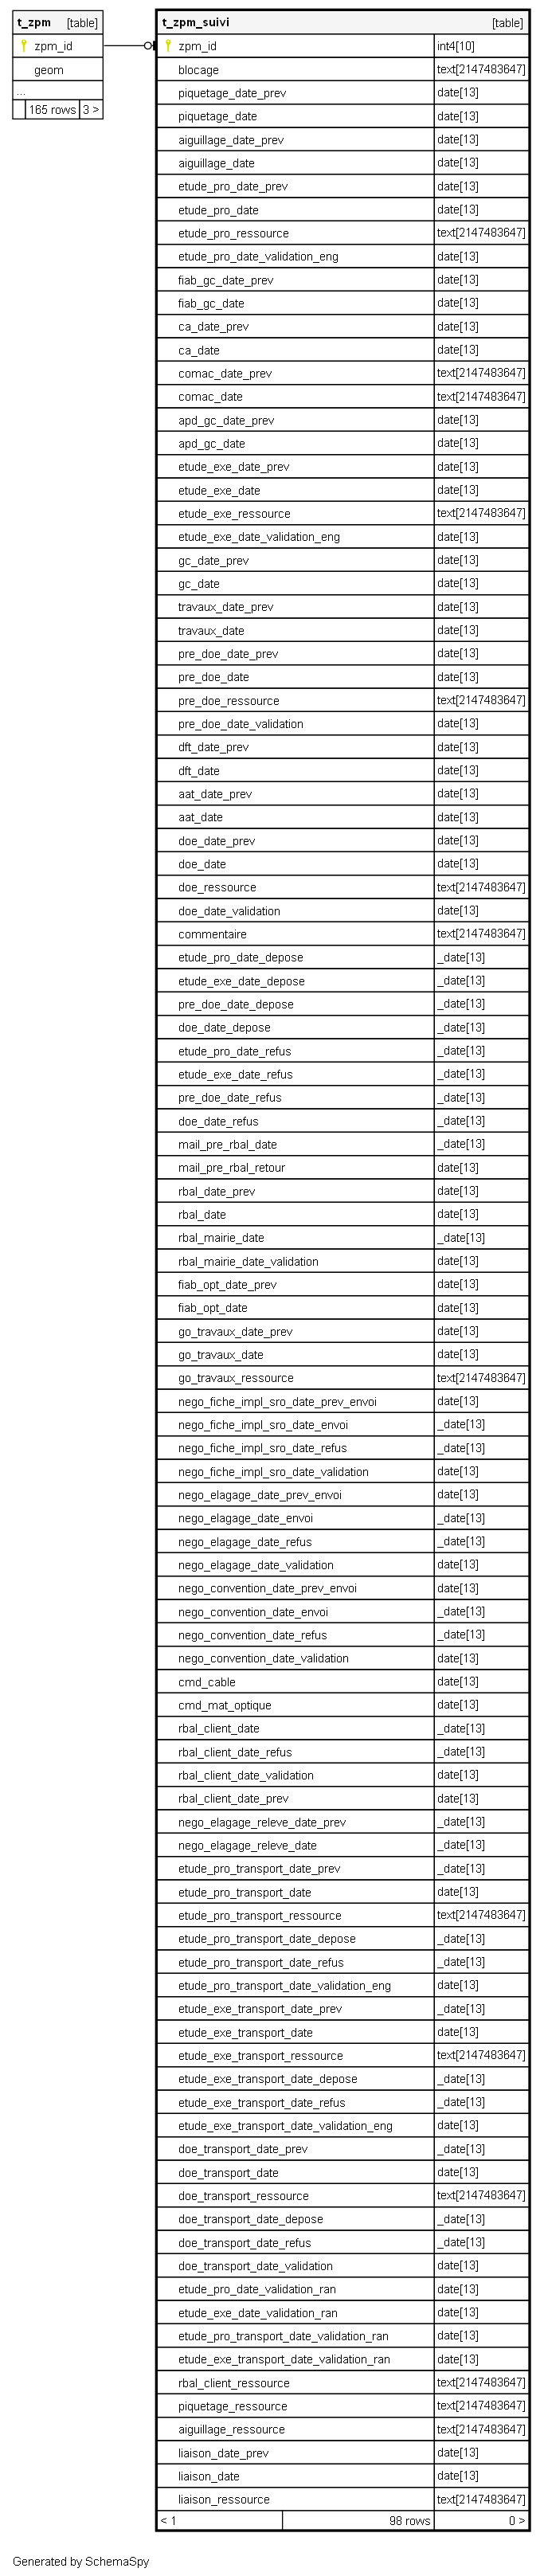 t_zpm [table]
zpm_id
geom
...
165 rows 3 >
t_zpm_suivi [table]
zpm_id int4[10]
blocage text[2147483647]
piquetage_date_prev date[13]
piquetage_date date[13]
aiguillage_date_prev date[13]
aiguillage_date date[13]
etude_pro_date_prev date[13]
etude_pro_date date[13]
etude_pro_ressource text[2147483647]
etude_pro_date_validation_eng date[13]
fiab_gc_date_prev date[13]
fiab_gc_date date[13]
ca_date_prev date[13]
ca_date date[13]
comac_date_prev text[2147483647]
comac_date text[2147483647]
apd_gc_date_prev date[13]
apd_gc_date date[13]
etude_exe_date_prev date[13]
etude_exe_date date[13]
etude_exe_ressource text[2147483647]
etude_exe_date_validation_eng date[13]
gc_date_prev date[13]
gc_date date[13]
travaux_date_prev date[13]
travaux_date date[13]
pre_doe_date_prev date[13]
pre_doe_date date[13]
pre_doe_ressource text[2147483647]
pre_doe_date_validation date[13]
dft_date_prev date[13]
dft_date date[13]
aat_date_prev date[13]
aat_date date[13]
doe_date_prev date[13]
doe_date date[13]
doe_ressource text[2147483647]
doe_date_validation date[13]
commentaire text[2147483647]
etude_pro_date_depose _date[13]
etude_exe_date_depose _date[13]
pre_doe_date_depose _date[13]
doe_date_depose _date[13]
etude_pro_date_refus _date[13]
etude_exe_date_refus _date[13]
pre_doe_date_refus _date[13]
doe_date_refus _date[13]
mail_pre_rbal_date _date[13]
mail_pre_rbal_retour date[13]
rbal_date_prev date[13]
rbal_date date[13]
rbal_mairie_date _date[13]
rbal_mairie_date_validation date[13]
fiab_opt_date_prev date[13]
fiab_opt_date date[13]
go_travaux_date_prev date[13]
go_travaux_date date[13]
go_travaux_ressource text[2147483647]
nego_fiche_impl_sro_date_prev_envoi date[13]
nego_fiche_impl_sro_date_envoi _date[13]
nego_fiche_impl_sro_date_refus _date[13]
nego_fiche_impl_sro_date_validation date[13]
nego_elagage_date_prev_envoi date[13]
nego_elagage_date_envoi _date[13]
nego_elagage_date_refus _date[13]
nego_elagage_date_validation date[13]
nego_convention_date_prev_envoi date[13]
nego_convention_date_envoi _date[13]
nego_convention_date_refus _date[13]
nego_convention_date_validation date[13]
cmd_cable date[13]
cmd_mat_optique date[13]
rbal_client_date _date[13]
rbal_client_date_refus _date[13]
rbal_client_date_validation date[13]
rbal_client_date_prev date[13]
nego_elagage_releve_date_prev _date[13]
nego_elagage_releve_date _date[13]
etude_pro_transport_date_prev _date[13]
etude_pro_transport_date date[13]
etude_pro_transport_ressource text[2147483647]
etude_pro_transport_date_depose _date[13]
etude_pro_transport_date_refus _date[13]
etude_pro_transport_date_validation_eng date[13]
etude_exe_transport_date_prev _date[13]
etude_exe_transport_date date[13]
etude_exe_transport_ressource text[2147483647]
etude_exe_transport_date_depose _date[13]
etude_exe_transport_date_refus _date[13]
etude_exe_transport_date_validation_eng date[13]
doe_transport_date_prev _date[13]
doe_transport_date date[13]
doe_transport_ressource text[2147483647]
doe_transport_date_depose _date[13]
doe_transport_date_refus _date[13]
doe_transport_date_validation date[13]
etude_pro_date_validation_ran date[13]
etude_exe_date_validation_ran date[13]
etude_pro_transport_date_validation_ran date[13]
etude_exe_transport_date_validation_ran date[13]
rbal_client_ressource text[2147483647]
piquetage_ressource text[2147483647]
aiguillage_ressource text[2147483647]
liaison_date_prev date[13]
liaison_date date[13]
liaison_ressource text[2147483647]
< 1 98 rows 0 >
Generated by SchemaSpy